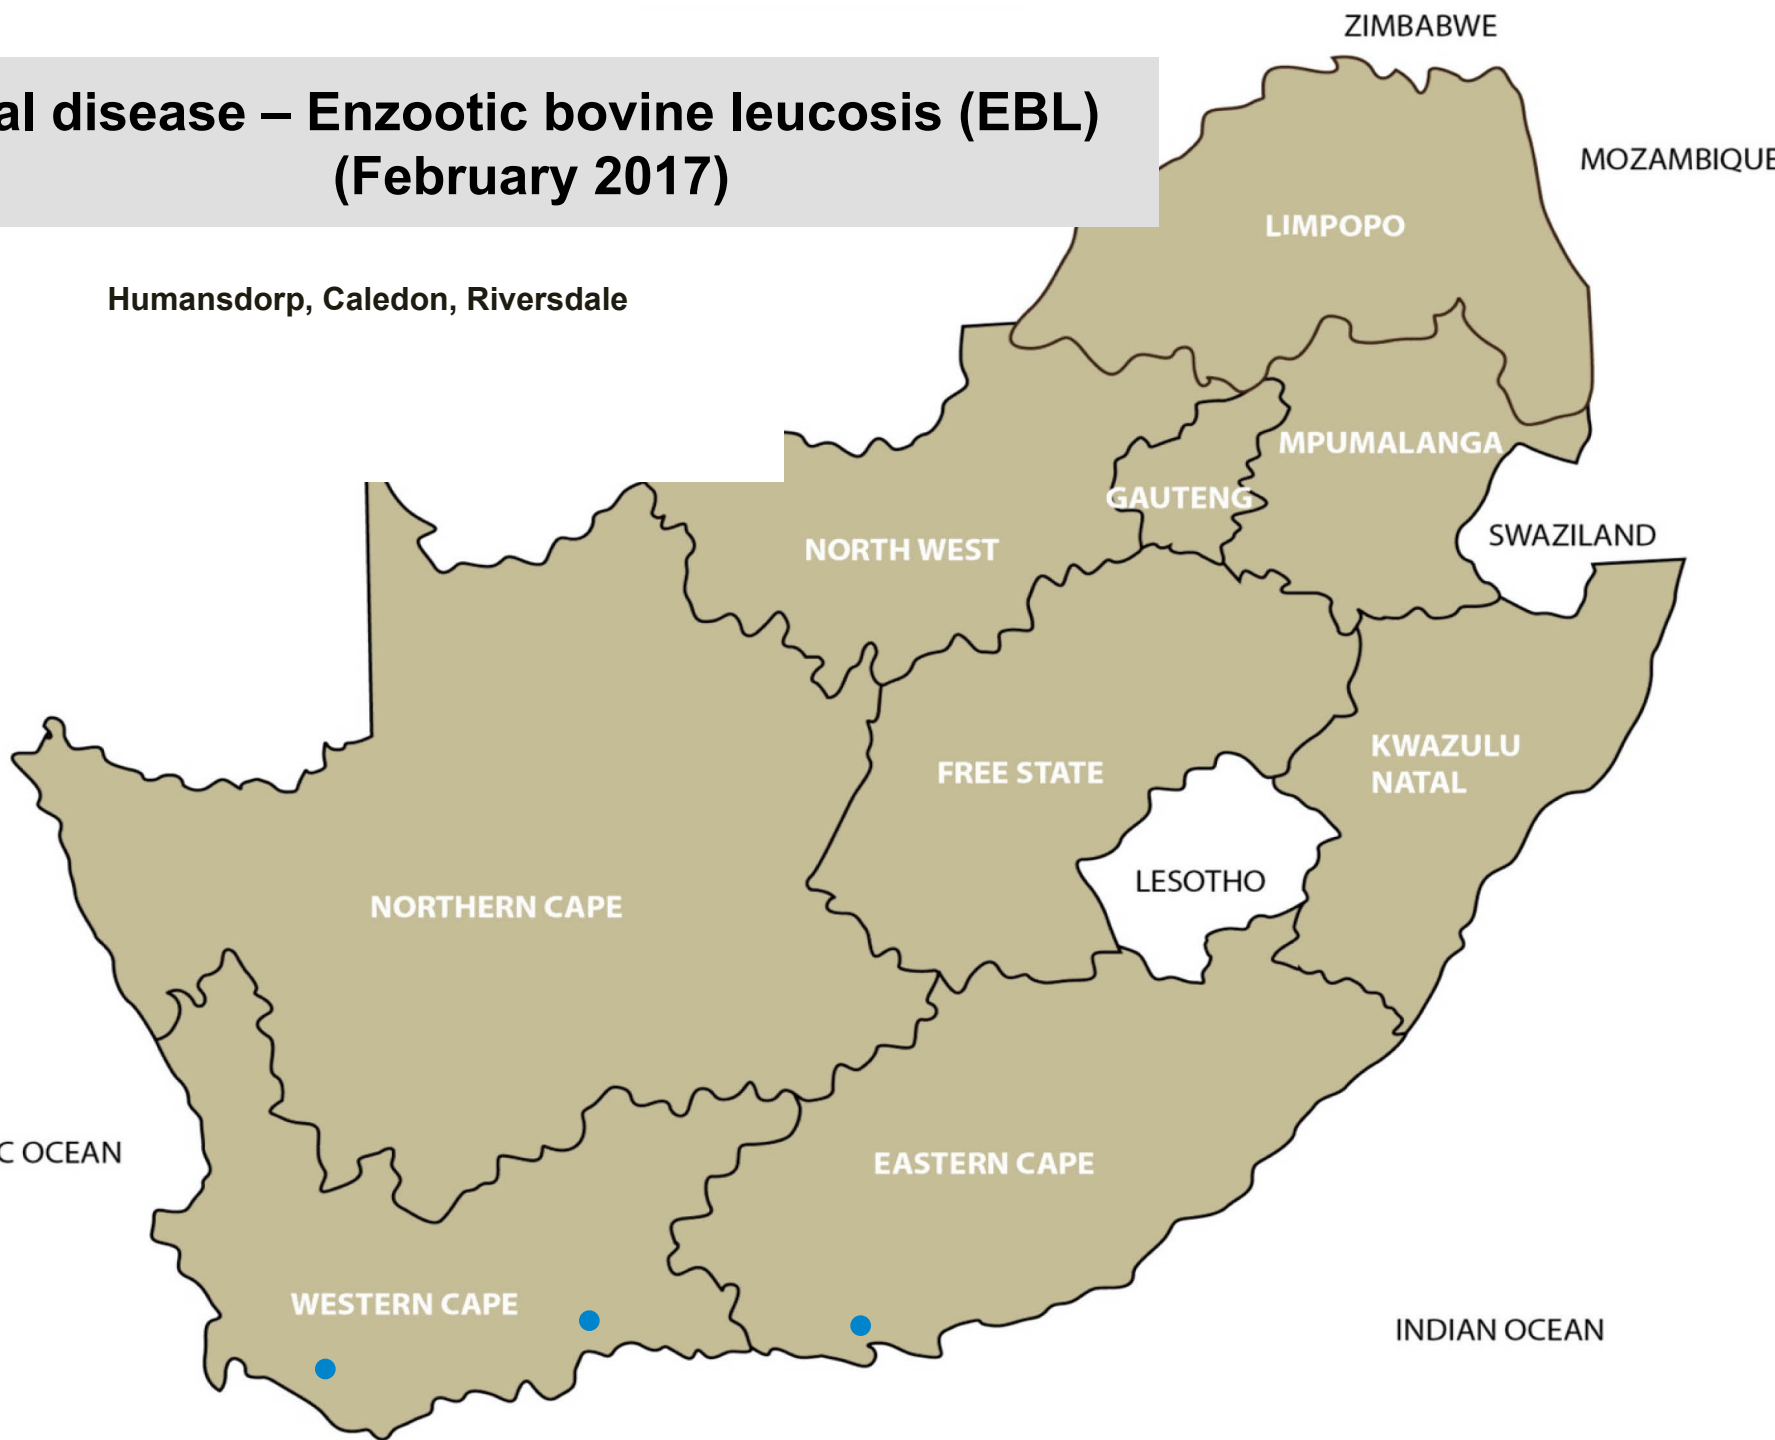 ZIMBABWE
al disease – Enzootic bovine leucosis (EBL)
(February 2017)
MOZAMBIQUE
LIMPOPO
Humansdorp, Caledon, Riversdale
MPUMALANGA
GAUTENG
SWAZILAND
NORTH WEST
KWAZULU
NATAL
FREE STATE
LESOTHO
NORTHERN CAPE
C OCEAN
EASTERN CAPE
WESTERN CAPE
INDIAN OCEAN